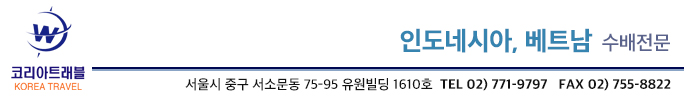 W
인도네시아, 베트남 수배전문
코리아트래블
KOREA TRAVEL
서울시 중구 서소문동 75-95 유원빌딩 1610호 TEL 02) 771-9797 FAX 02) 755-8822